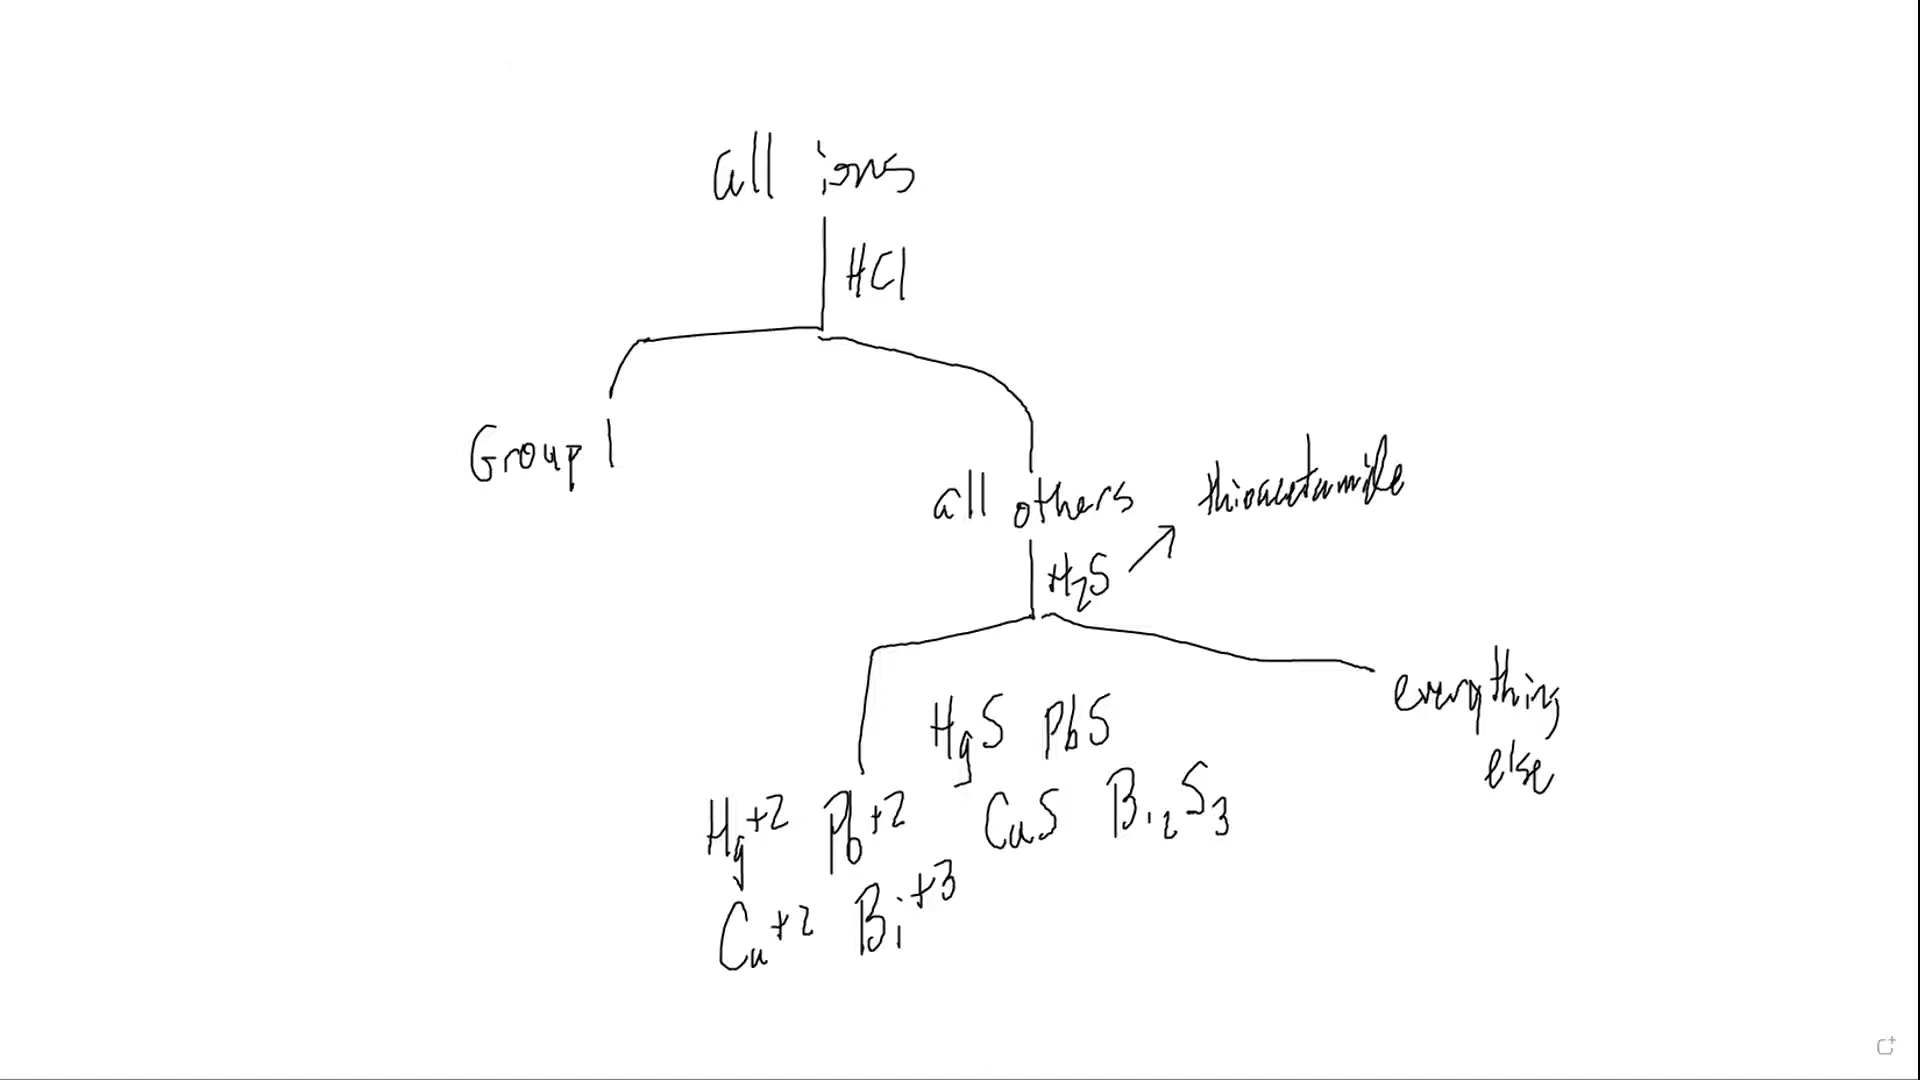 all ions
HCl
Group 1
all others
thioacetamide
H₂S
everything
else
HgS PbS
Hg⁺² Pb⁺²
CuS Bi₂S₃
Cu⁺² Bi⁺³